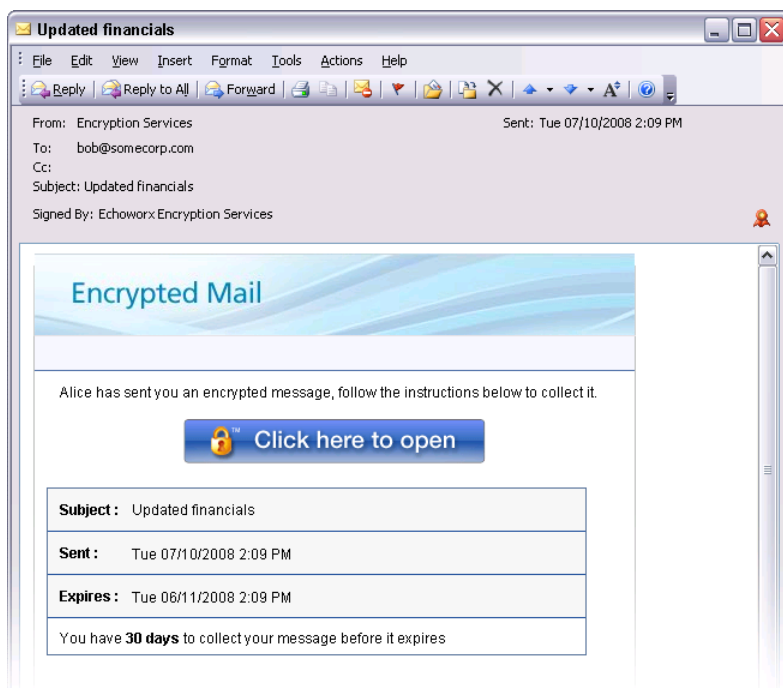 Updated financials
File Edit View Insert Format Tools Actions Help
Reply Reply to All Forward
From: Encryption Services Sent: Tue 07/10/2008 2:09 PM
To: bob@somecorp.com
Cc:
Subject: Updated financials
Signed By: Echoworx Encryption Services
Encrypted Mail
Alice has sent you an encrypted message, follow the instructions below to collect it.
™ Click here to open
Subject : Updated financials
Sent : Tue 07/10/2008 2:09 PM
Expires : Tue 06/11/2008 2:09 PM
You have 30 days to collect your message before it expires